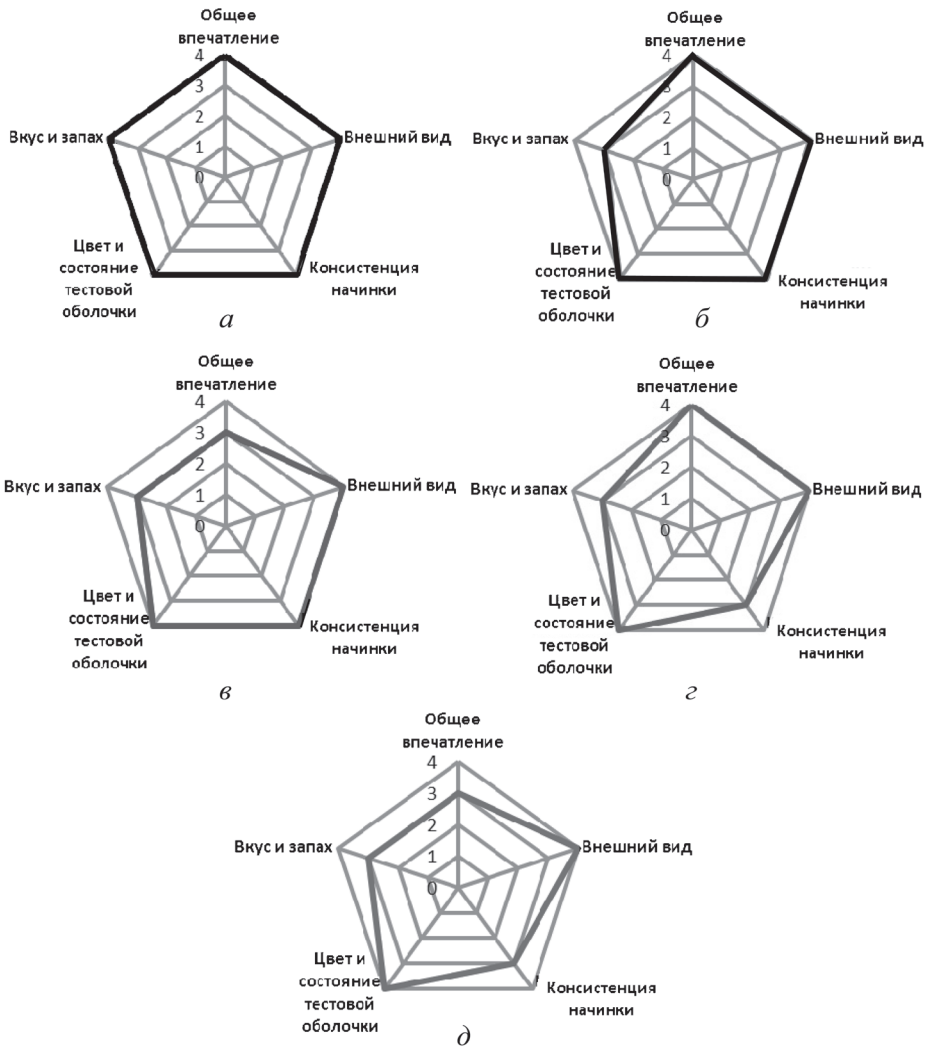 Общее
впечатление
4
3
2
1
0
Вкус и запах
Внешний вид
Цвет и
состояние
тестовой
оболочки
Консистенция
начинки
а
Общее
впечатление
4
3
2
1
0
Вкус и запах
Внешний вид
Цвет и
состояние
тестовой
оболочки
Консистенция
начинки
б
Общее
впечатление
4
3
2
1
0
Вкус и запах
Внешний вид
Цвет и
состояние
тестовой
оболочки
Консистенция
начинки
в
Общее
впечатление
4
3
2
1
0
Вкус и запах
Внешний вид
Цвет и
состояние
тестовой
оболочки
Консистенция
начинки
г
Общее
впечатление
4
3
2
1
0
Вкус и запах
Внешний вид
Цвет и
состояние
тестовой
оболочки
Консистенция
начинки
д